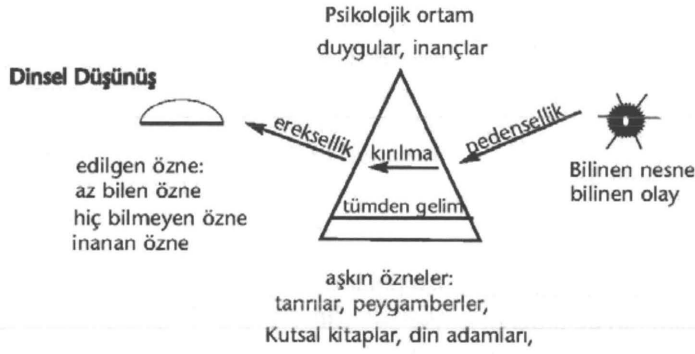 Psikolojik ortam
duygular, inançlar
Dinsel Düşünüş
ereksellik
kırılma
nedensellik
tümden gelim
edilgen özne:
az bilen özne
hiç bilmeyen özne
inanan özne
Bilinen nesne
bilinen olay
aşkın özneler:
tanrılar, peygamberler,
Kutsal kitaplar, din adamları,